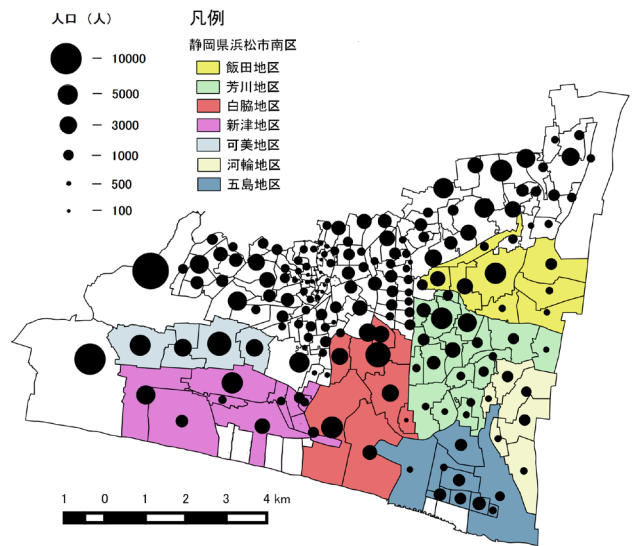 人口（人）
10000
5000
3000
1000
500
100
凡例
静岡県浜松市南区
飯田地区
芳川地区
白脇地区
新津地区
可美地区
河輪地区
五島地区
1 0 1 2 3 4 km